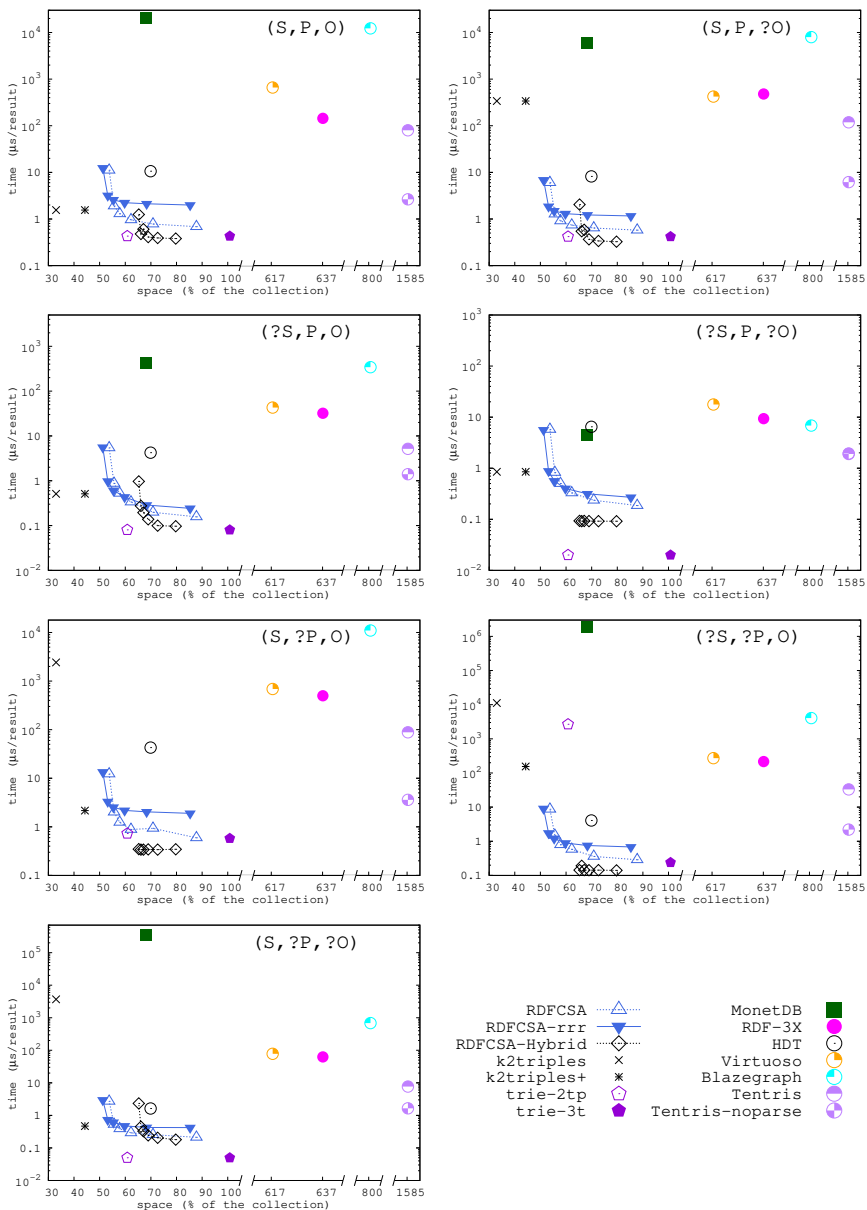 (S,P,O)
time (µs/result)
10^4
10^3
10^2
10
1
0.1
30 40 50 60 70 80 90 100 617 637 800 1585
space (% of the collection)
(S,P,?O)
time (µs/result)
10^4
10^3
10^2
10
1
0.1
30 40 50 60 70 80 90 100 617 637 800 1585
space (% of the collection)
(?S,P,O)
time (µs/result)
10^3
10^2
10
1
0.1
10^-2
30 40 50 60 70 80 90 100 617 637 800 1585
space (% of the collection)
(?S,P,?O)
time (µs/result)
10^3
10^2
10
1
0.1
10^-2
30 40 50 60 70 80 90 100 617 637 800 1585
space (% of the collection)
(S,?P,O)
time (µs/result)
10^4
10^3
10^2
10
1
0.1
30 40 50 60 70 80 90 100 617 637 800 1585
space (% of the collection)
(?S,?P,O)
time (µs/result)
10^6
10^5
10^4
10^3
10^2
10
1
0.1
30 40 50 60 70 80 90 100 617 637 800 1585
space (% of the collection)
(S,?P,?O)
time (µs/result)
10^5
10^4
10^3
10^2
10
1
0.1
10^-2
30 40 50 60 70 80 90 100 617 637 800 1585
space (% of the collection)
RDFCSA
RDFCSA-rrr
RDFCSA-Hybrid
k2triples
k2triples+
trie-2tp
trie-3t
MonetDB
RDF-3X
HDT
Virtuoso
Blazegraph
Tentris
Tentris-noparse